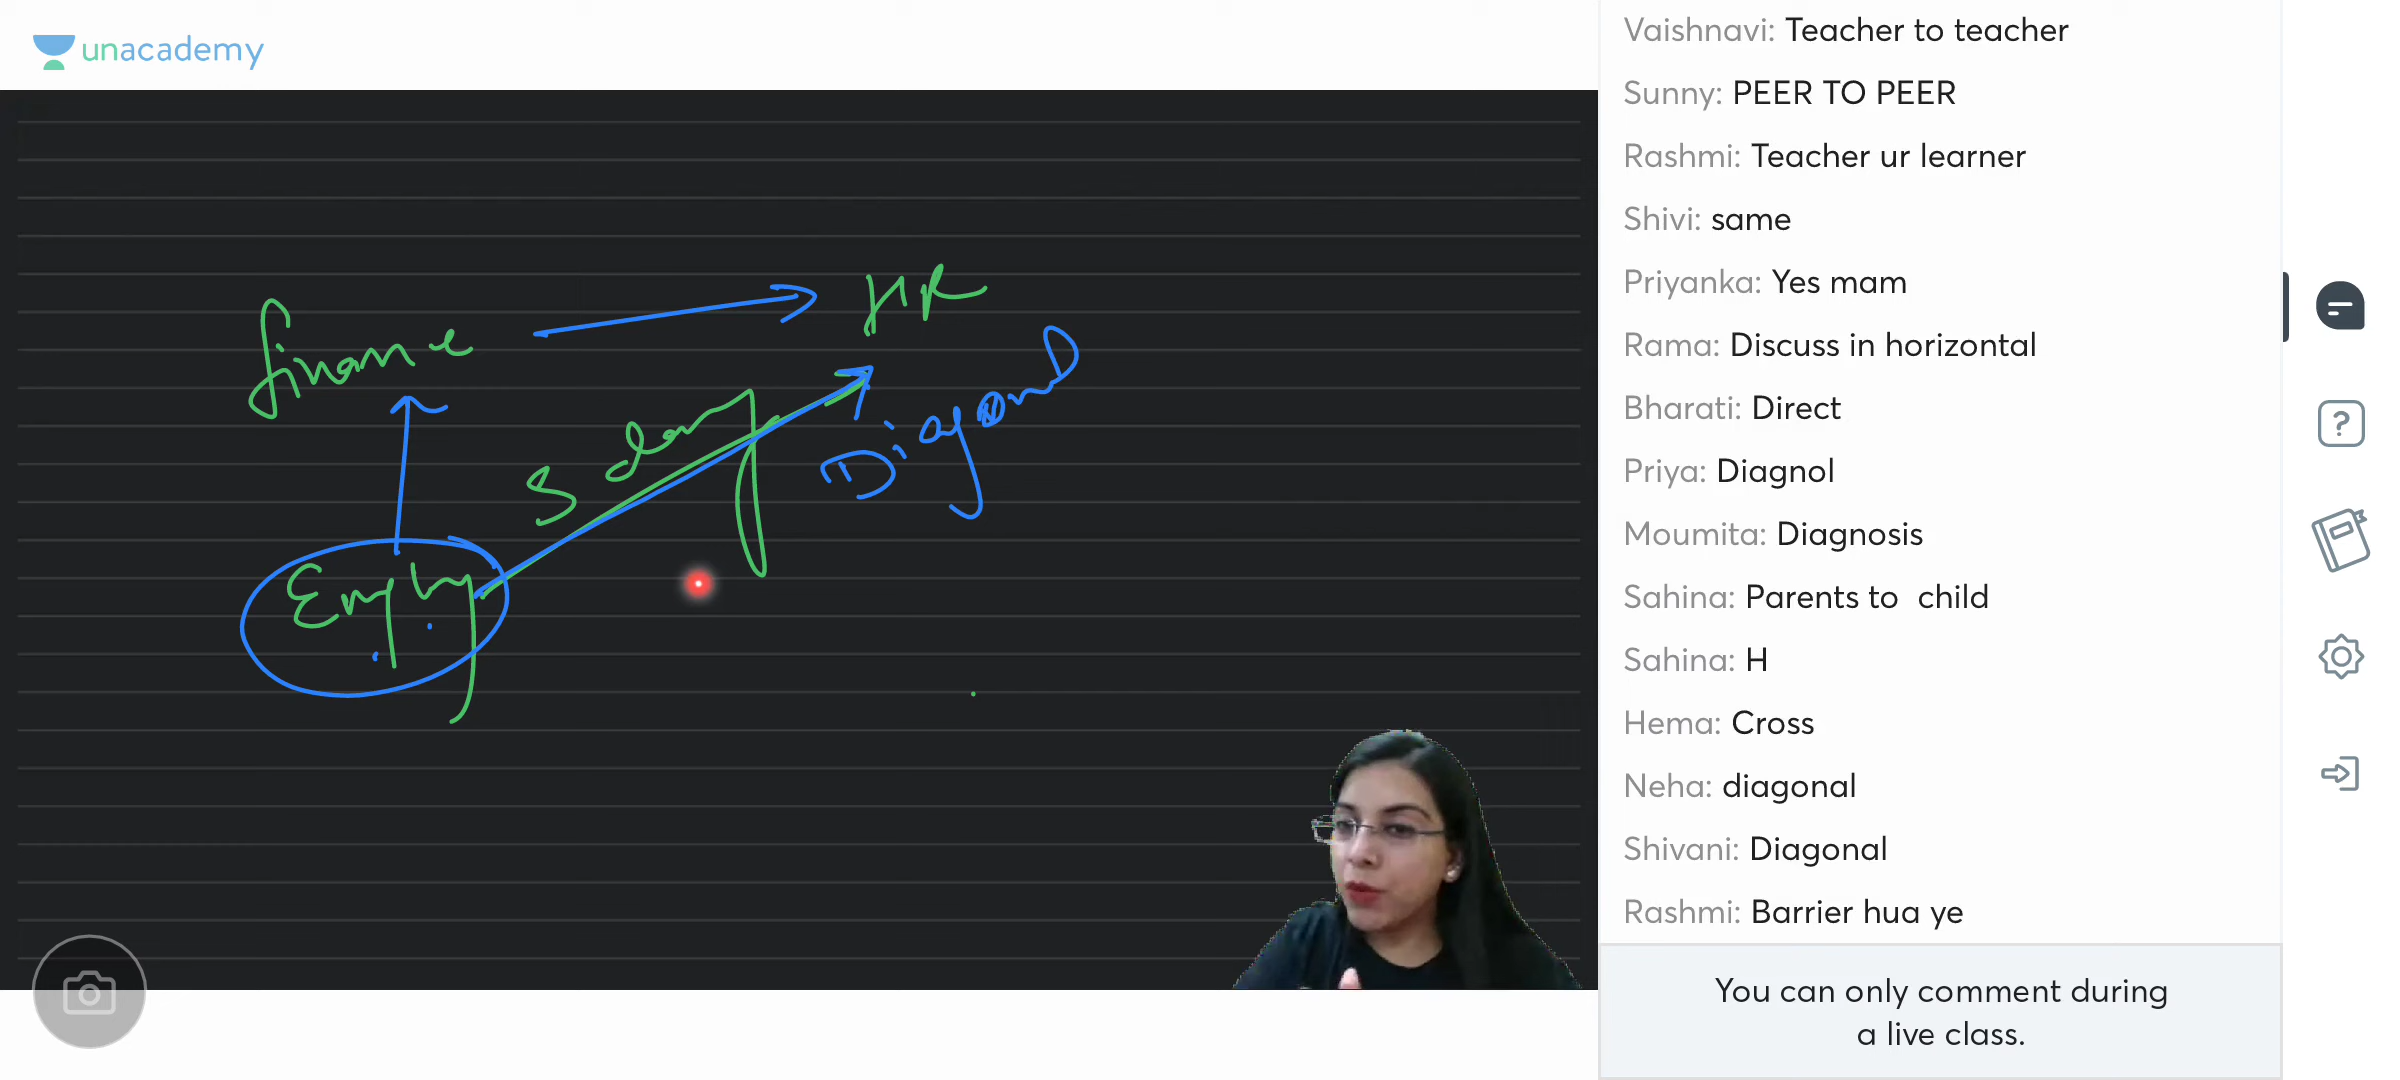 unacademy
Finance
HR
S day
Diagonal
Emply
Vaishnavi: Teacher to teacher
Sunny: PEER TO PEER
Rashmi: Teacher ur learner
Shivi: same
Priyanka: Yes mam
Rama: Discuss in horizontal
Bharati: Direct
Priya: Diagnol
Moumita: Diagnosis
Sahina: Parents to child
Sahina: H
Hema: Cross
Neha: diagonal
Shivani: Diagonal
Rashmi: Barrier hua ye
You can only comment during
a live class.
?